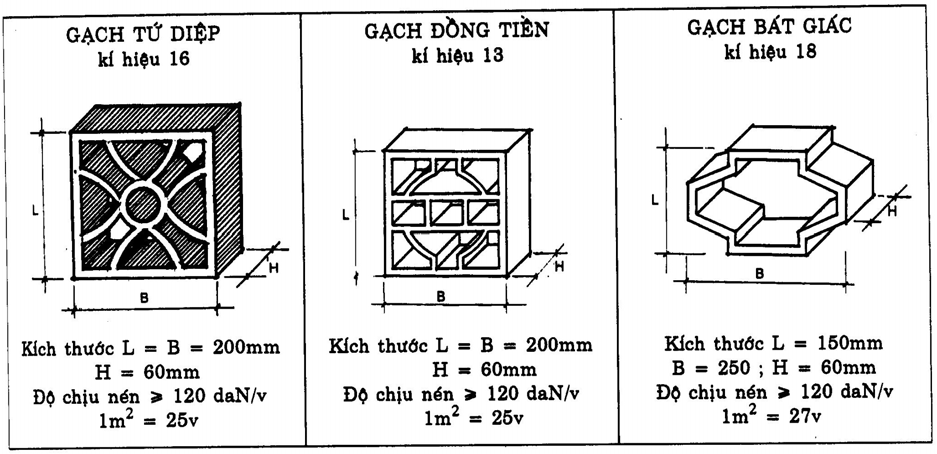 GẠCH TỨ DIỆP
kí hiệu 16
L
B
H
Kích thước L = B = 200mm
H = 60mm
Độ chịu nén ⩾ 120 daN/v
1m² = 25v
GẠCH ĐỒNG TIỀN
kí hiệu 13
L
B
H
Kích thước L = B = 200mm
H = 60mm
Độ chịu nén ⩾ 120 daN/v
1m² = 25v
GẠCH BÁT GIÁC
kí hiệu 18
L
B
H
Kích thước L = 150mm
B = 250 ; H = 60mm
Độ chịu nén ⩾ 120 daN/v
1m² = 27v